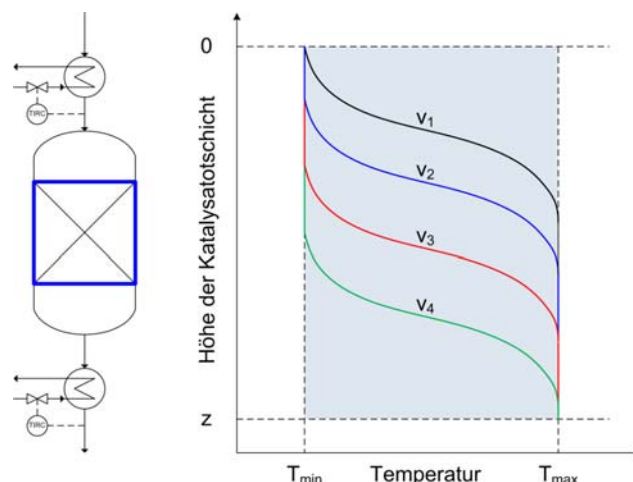 TIRC
TIRC
Höhe der Katalysatotschicht
0
z
v1
v2
v3
v4
Tmin
Temperatur
Tmax